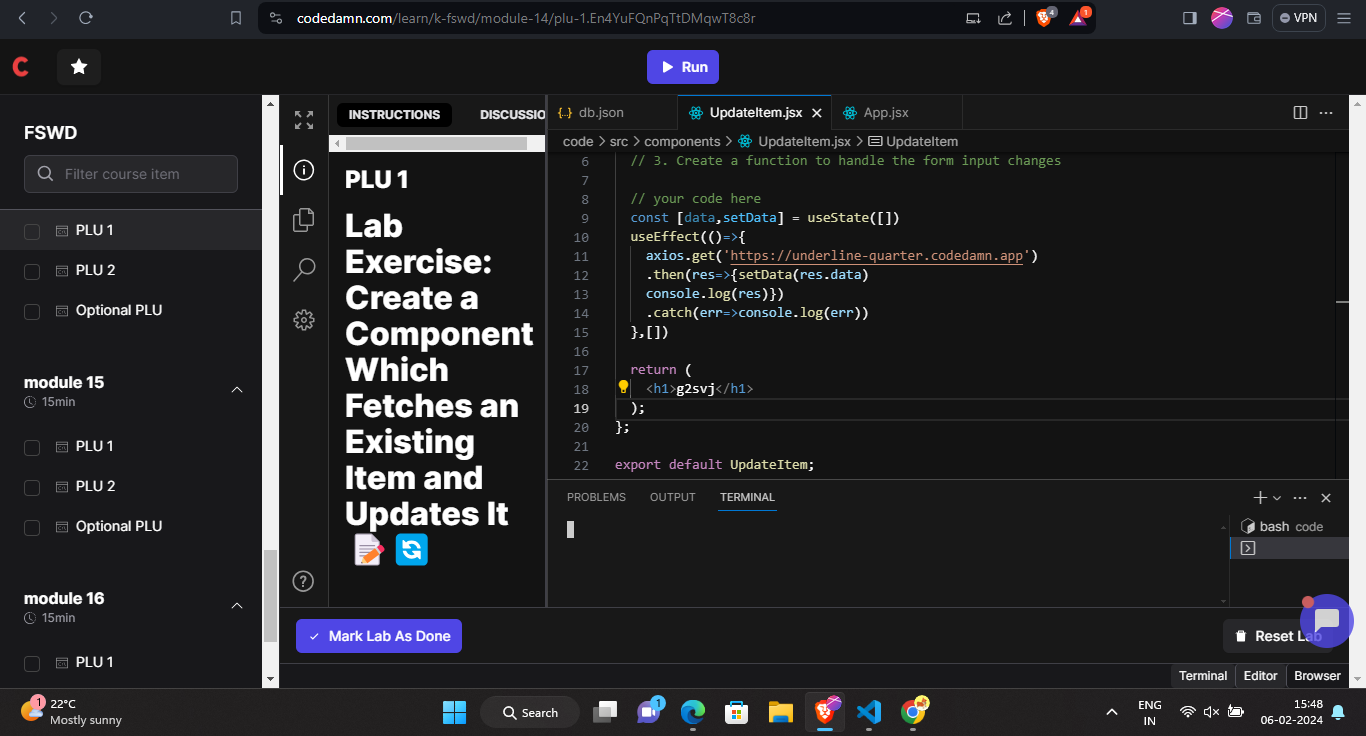 codedamn.com/learn/k-fswd/module-14/plu-1.En4YuFQnPqTtDMqwT8c8r
4
1
VPN
Run
FSWD
Filter course item
PLU 1
PLU 2
Optional PLU
module 15
15min
PLU 1
PLU 2
Optional PLU
module 16
15min
PLU 1
INSTRUCTIONS
DISCUSSIO
PLU 1
Lab
Exercise:
Create a
Component
Which
Fetches an
Existing
Item and
Updates It
db.json
UpdateItem.jsx
App.jsx
code > src > components > UpdateItem.jsx > UpdateItem
6 // 3. Create a function to handle the form input changes
7
8 // your code here
9 const [data,setData] = useState([])
10 useEffect(()=>{
11 axios.get('https://underline-quarter.codedamn.app')
12 .then(res=>{setData(res.data)
13 console.log(res)})
14 .catch(err=>console.log(err))
15 },[])
16
17 return (
18 <h1>g2svj</h1>
19 );
20 };
21
22 export default UpdateItem;
PROBLEMS
OUTPUT
TERMINAL
bash code
Mark Lab As Done
Reset Lab
Terminal
Editor
Browser
1
22°C
Mostly sunny
Search
1
ENG
IN
15:48
06-02-2024